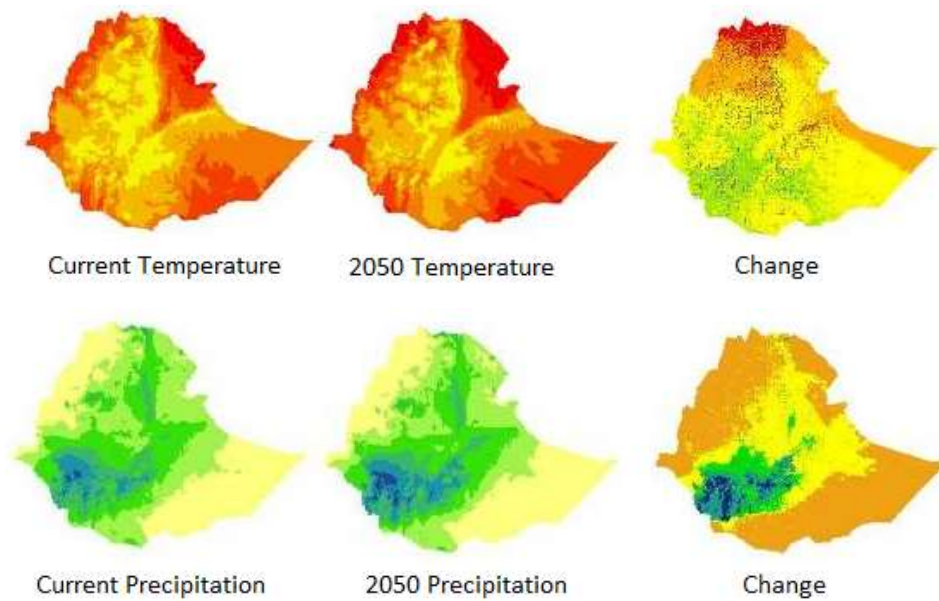 Current Temperature
2050 Temperature
Change
Current Precipitation
2050 Precipitation
Change